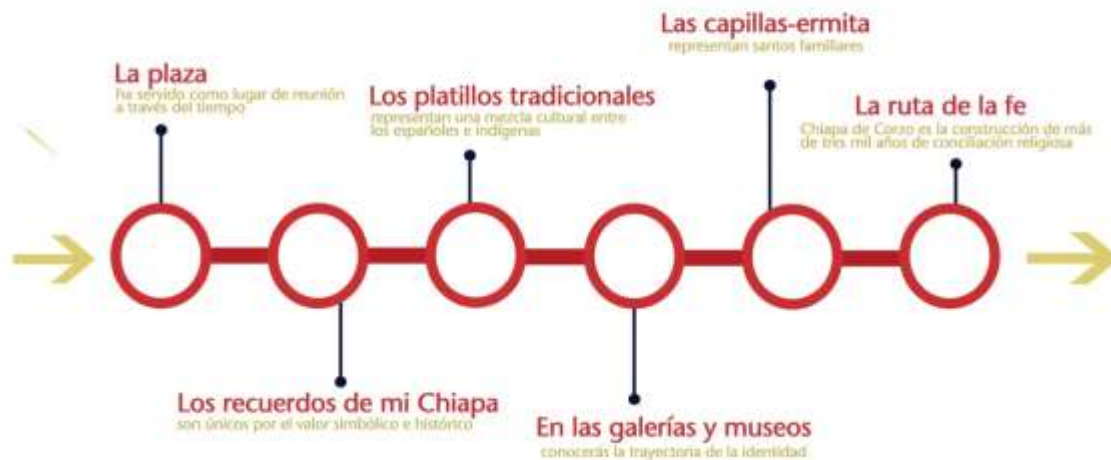 La plaza
ha servido como lugar de reunión
a través del tiempo
Los recuerdos de mi Chiapa
son únicos por el valor simbólico e histórico
Los platillos tradicionales
representan una mezcla cultural entre
los españoles e indígenas
En las galerías y museos
conocerás la trayectoria de la identidad
Las capillas-ermita
representan santos familiares
La ruta de la fe
Chiapa de Corzo es la construcción de más
de tres mil años de conciliación religiosa